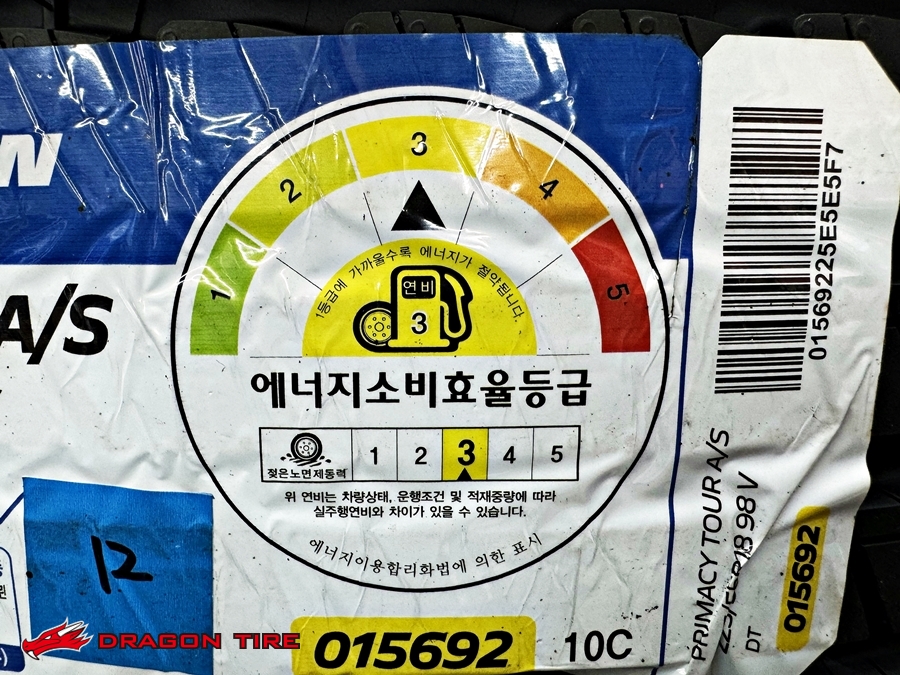 A/S
1
2
3
4
5
1등급에 가까울수록 에너지가 절약됩니다.
연비
3
에너지소비효율등급
젖은노면제동력
1 2 3 4 5
위 연비는 차량상태, 운행조건 및 적재중량에 따라
실주행연비와 차이가 있을 수 있습니다.
에너지이용합리화법에 의한 표시
12
DRAGON TIRE
015692 10C
01569225E5E5F7
PRIMACY TOUR A/S
98 V
DT
015692